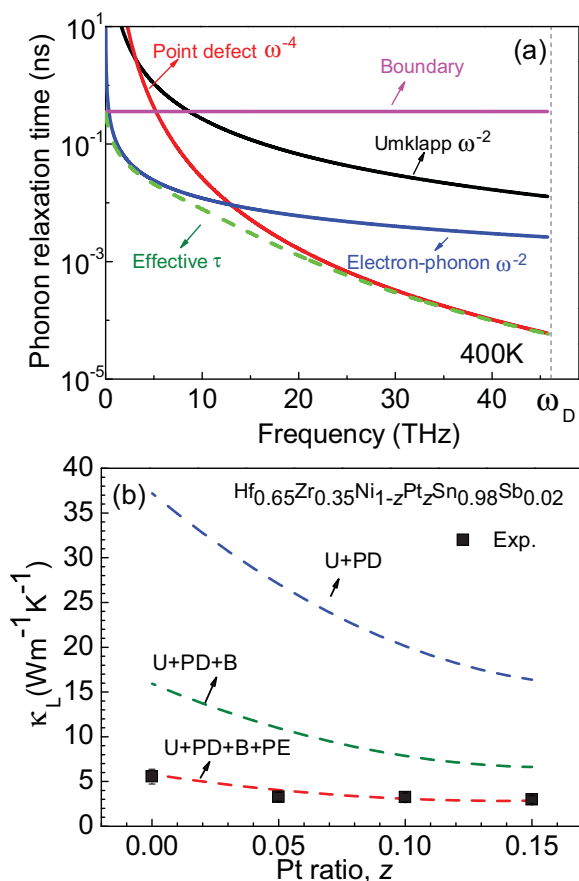 (a)
Point defect ω⁻⁴
Boundary
Umklapp ω⁻²
Effective τ
Electron-phonon ω⁻²
400K
Phonon relaxation time (ns)
10¹
10⁻¹
10⁻³
10⁻⁵
0 10 20 30 40 ω_D
Frequency (THz)
(b)
Hf₀.₆₅Zr₀.₃₅Ni₁₋zPtzSn₀.₉₈Sb₀.₀₂
Exp.
U+PD
U+PD+B
U+PD+B+PE
κ_L(Wm⁻¹K⁻¹)
40
35
30
25
20
15
10
5
0
0.00 0.05 0.10 0.15
Pt ratio, z